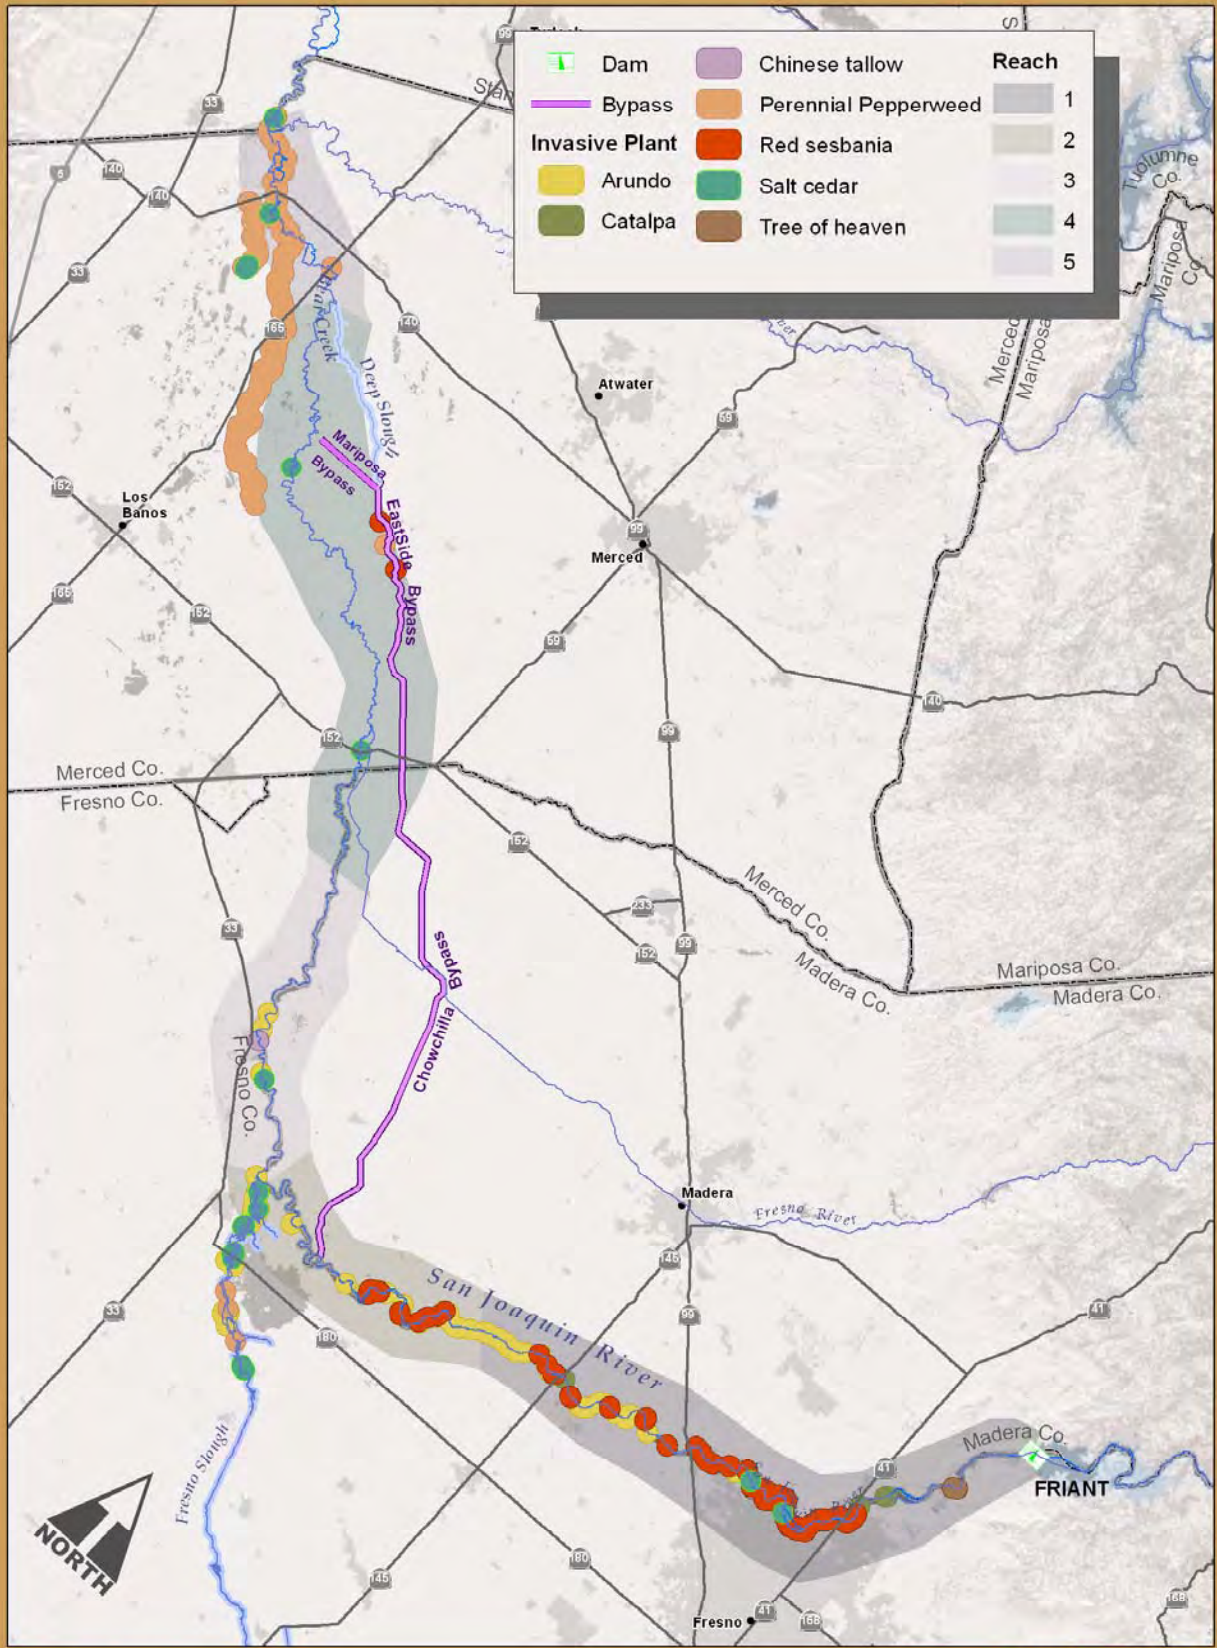 Dam
Bypass
Invasive Plant
Arundo
Catalpa
Chinese tallow
Perennial Pepperweed
Red sesbania
Salt cedar
Tree of heaven
Reach
1
2
3
4
5
99
33
5
140
140
33
165
140
Tuolumne
Co.
Mariposa
Co.
Merced
Mariposa
Bear Creek
Deep Slough
Atwater
59
Mariposa
Bypass
152
Los
Banos
EastSide Bypass
99
Merced
165
152
59
140
152
99
Merced Co.
Fresno Co.
152
233
Merced Co.
Madera Co.
33
152
99
Mariposa Co.
Madera Co.
Bypass
Chowchilla
Fresno Co.
Madera
Fresno River
145
33
180
99
41
San Joaquin River
Madera Co.
41
FRIANT
Fresno Slough
NORTH
145
180
Fresno
41
168
168